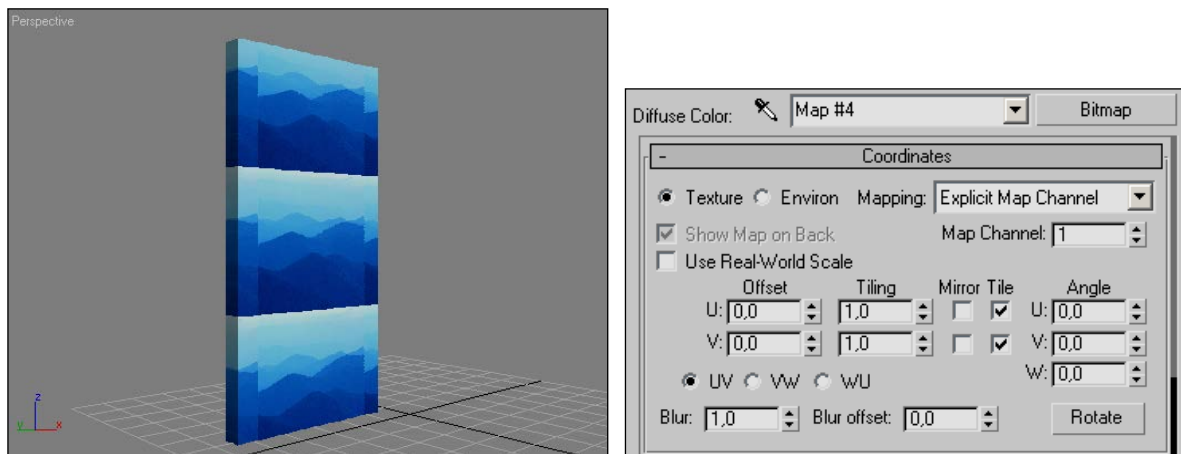 Perspective
z
y x
Diffuse Color: Map #4 Bitmap
- Coordinates
Texture Environ Mapping: Explicit Map Channel
Show Map on Back Map Channel: 1
Use Real-World Scale
Offset Tiling Mirror Tile Angle
U: 0,0 1,0 U: 0,0
V: 0,0 1,0 V: 0,0
UV VW WU W: 0,0
Blur: 1,0 Blur offset: 0,0 Rotate